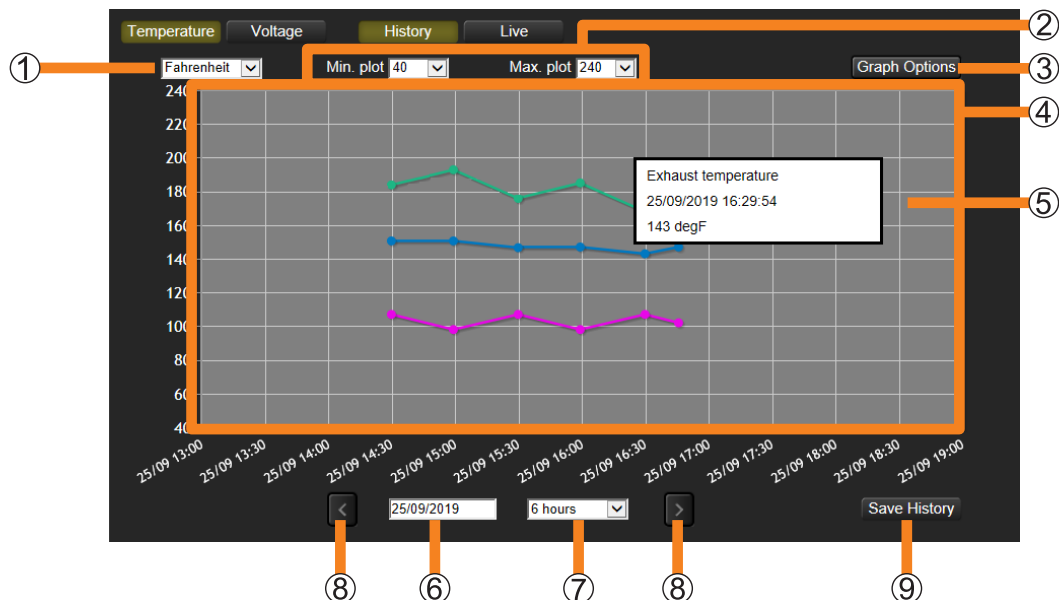 Temperature Voltage History Live
②
① Fahrenheit Min. plot 40 Max. plot 240 Graph Options ③
240
④
220
200
Exhaust temperature
180
25/09/2019 16:29:54 ⑤
160
143 degF
140
120
100
80
60
40
25/09 13:00 25/09 13:30 25/09 14:00 25/09 14:30 25/09 15:00 25/09 15:30 25/09 16:00 25/09 16:30 25/09 17:00 25/09 17:30 25/09 18:00 25/09 18:30 25/09 19:00
< 25/09/2019 6 hours > Save History
⑧ ⑥ ⑦ ⑧ ⑨